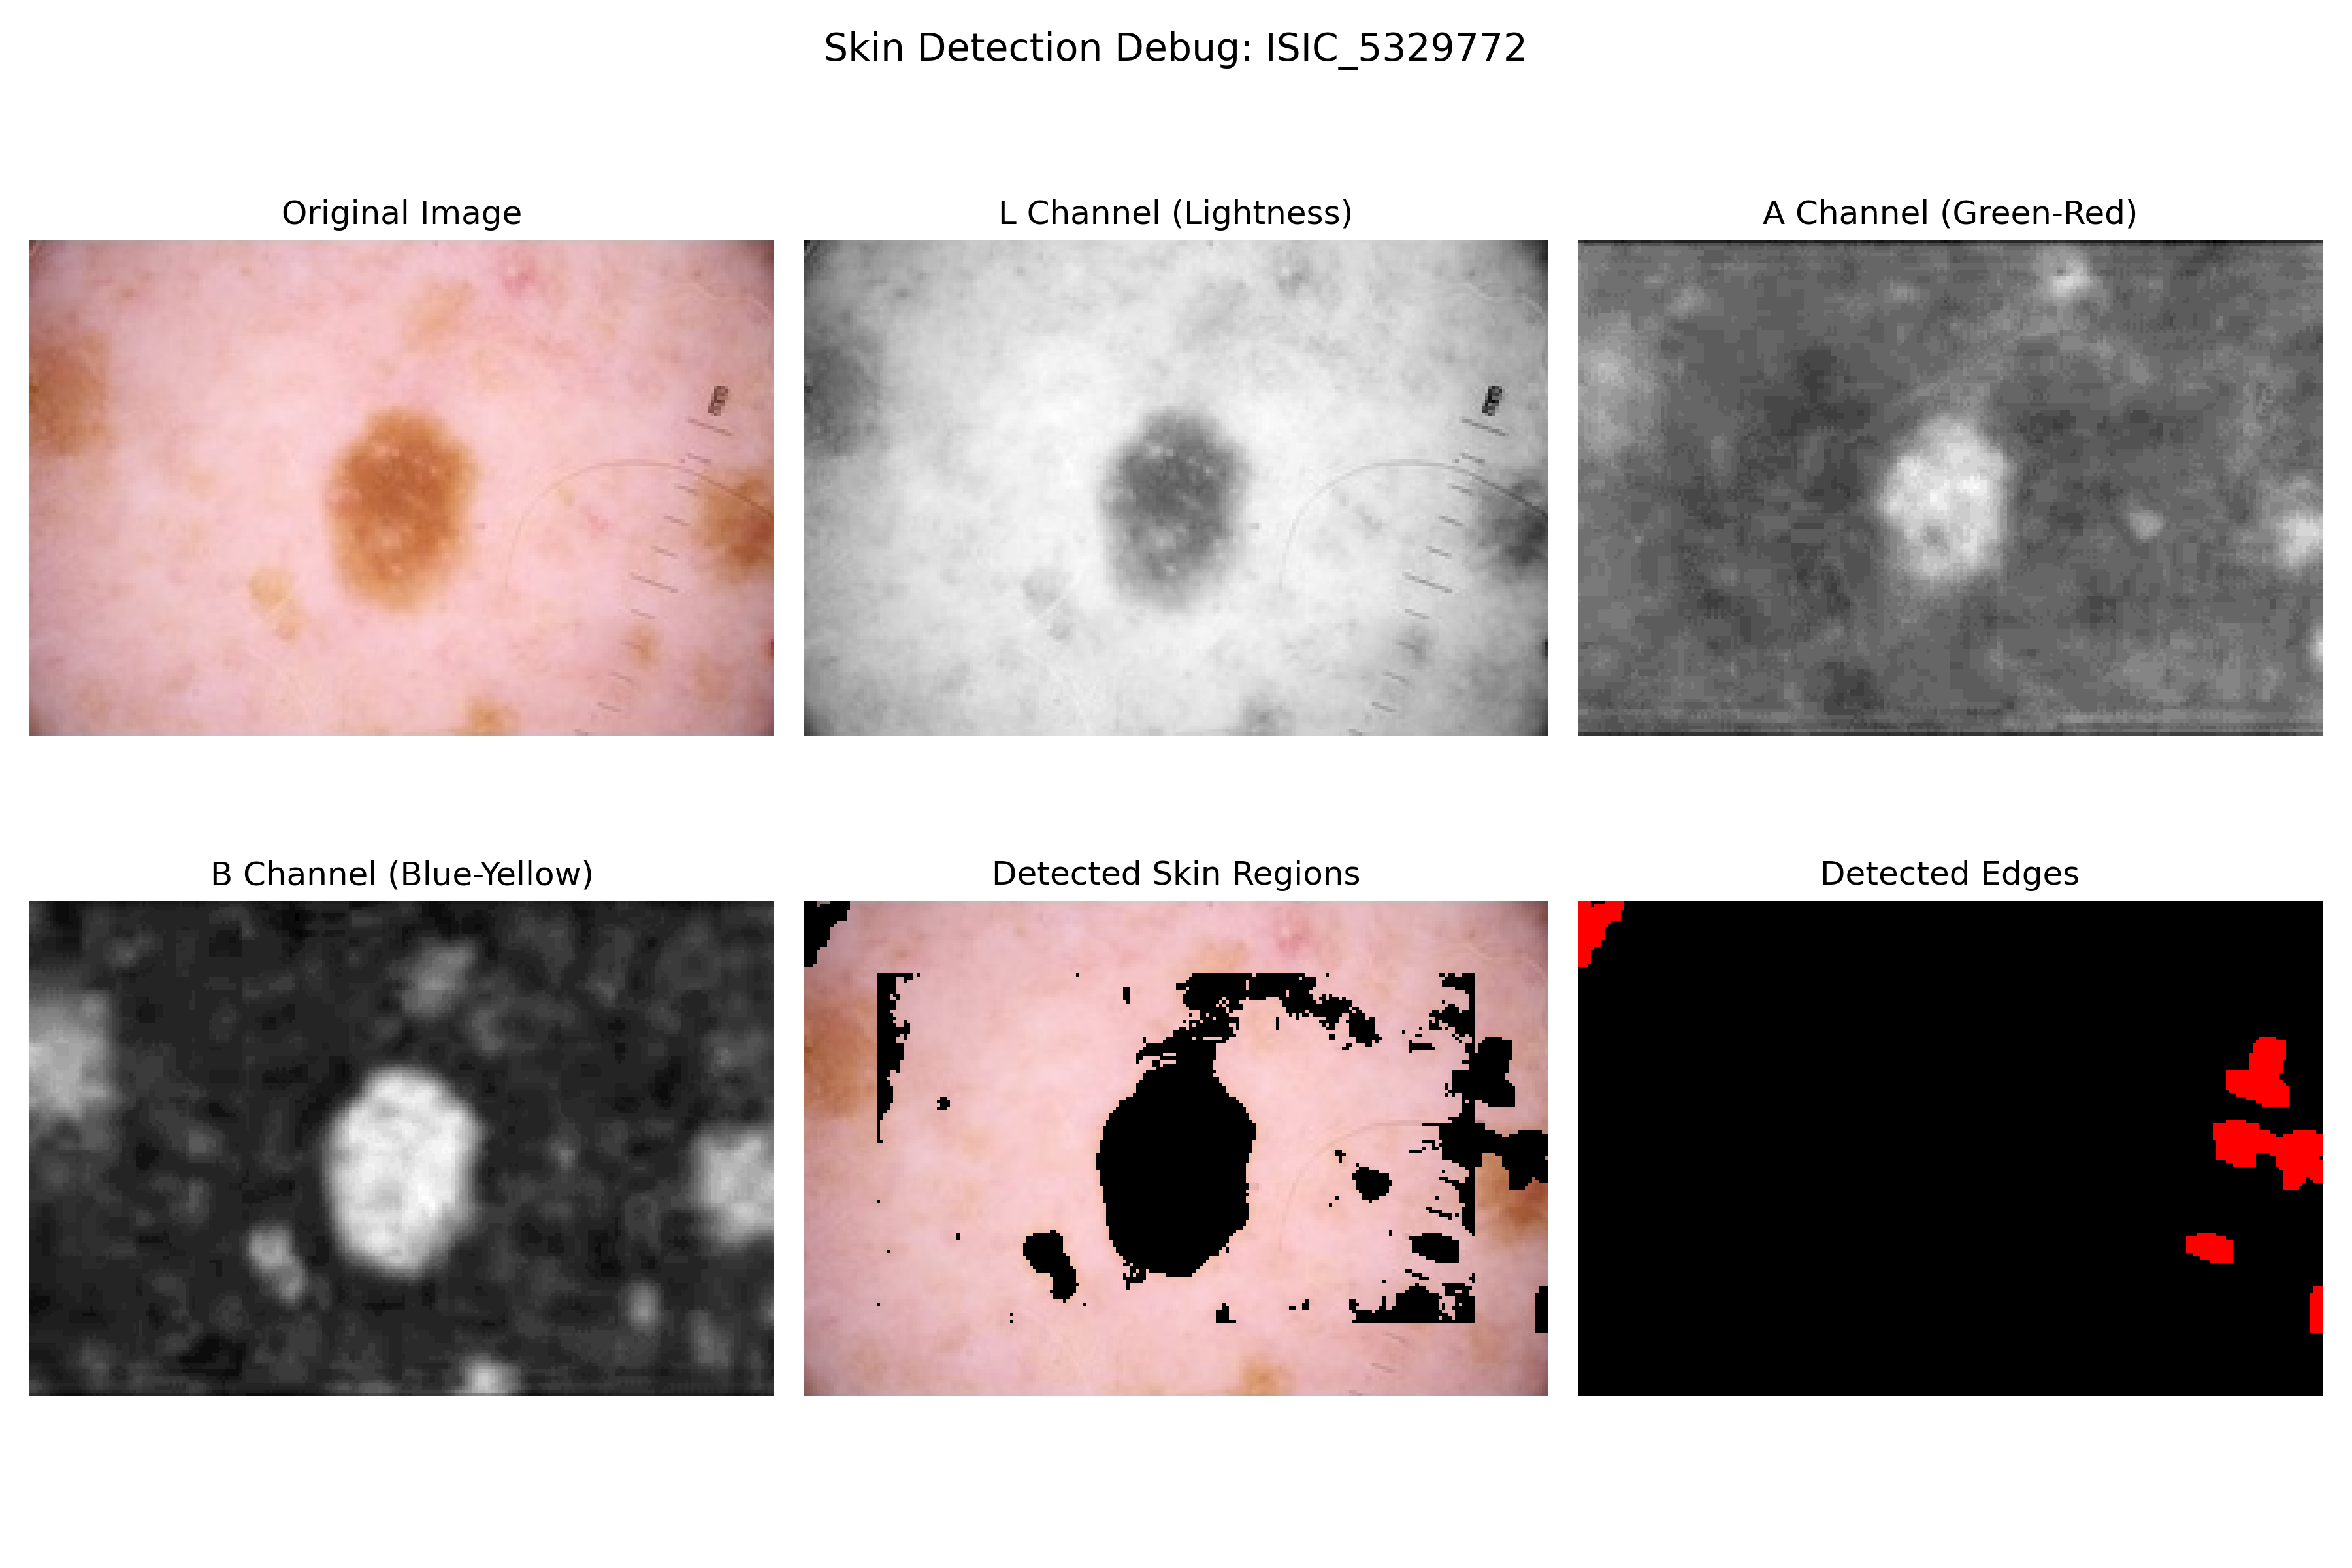 Skin Detection Debug: ISIC_5329772
Original Image
L Channel (Lightness)
A Channel (Green-Red)
B Channel (Blue-Yellow)
Detected Skin Regions
Detected Edges